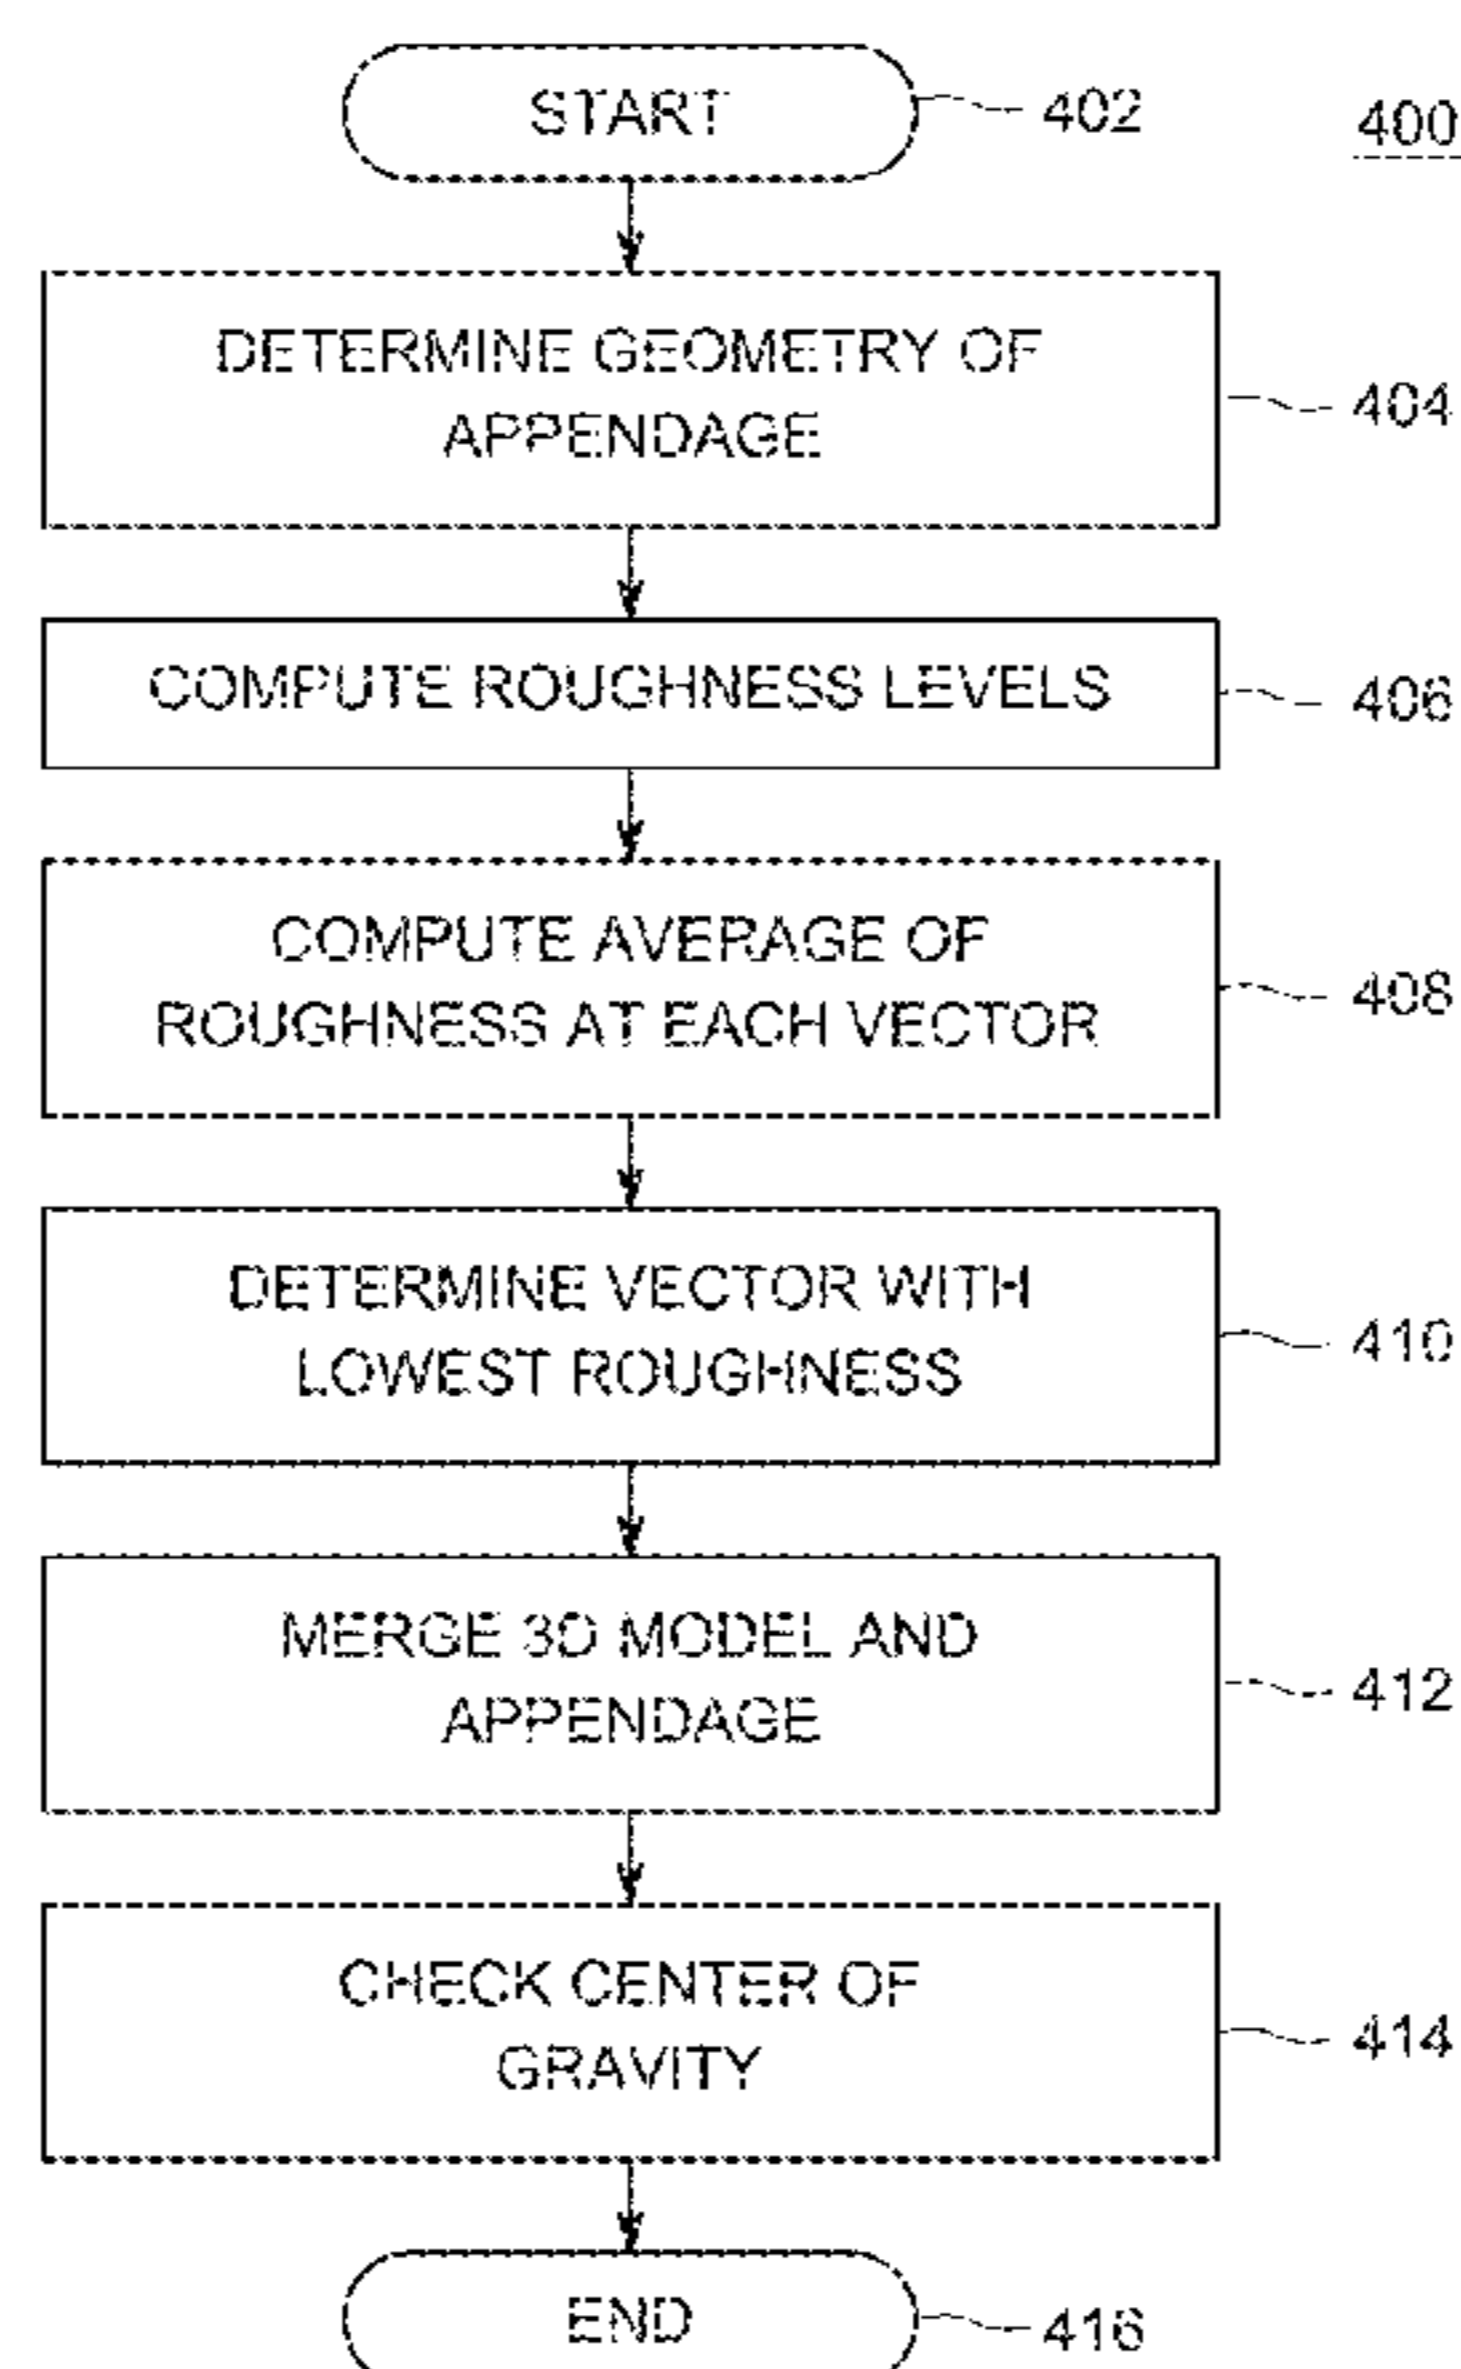 START
402
400
DETERMINE GEOMETRY OF
APPENDAGE
404
COMPUTE ROUGHNESS LEVELS
406
COMPUTE AVERAGE OF
ROUGHNESS AT EACH VECTOR
408
DETERMINE VECTOR WITH
LOWEST ROUGHNESS
410
MERGE 3D MODEL AND
APPENDAGE
412
CHECK CENTER OF
GRAVITY
414
END
416